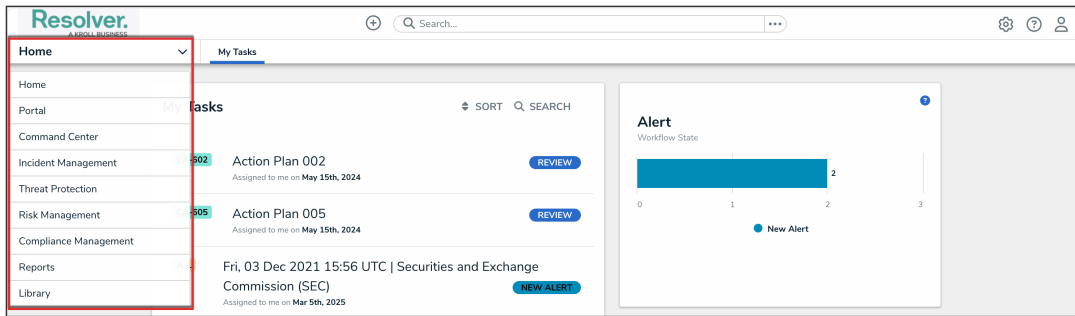 Resolver.
A KROLL BUSINESS
Search...
Home
My Tasks
Home
Portal
Command Center
Incident Management
Threat Protection
Risk Management
Compliance Management
Reports
Library
My Tasks
SORT
SEARCH
602
Action Plan 002
REVIEW
Assigned to me on May 15th, 2024
605
Action Plan 005
REVIEW
Assigned to me on May 15th, 2024
Fri, 03 Dec 2021 15:56 UTC | Securities and Exchange
Commission (SEC)
NEW ALERT
Assigned to me on Mar 5th, 2025
Alert
Workflow State
2
0 1 2 3
New Alert